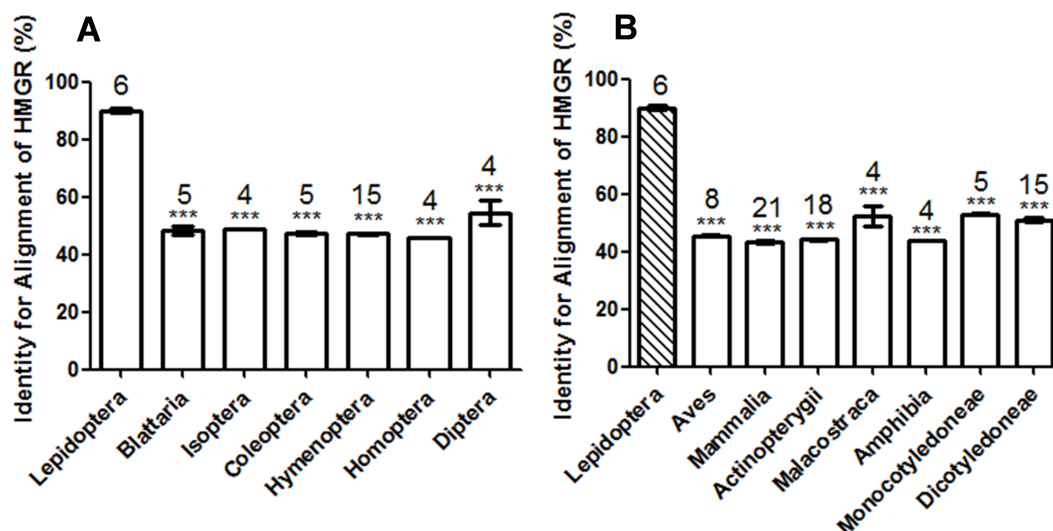 A
Identity for Alignment of HMGR (%)
100
80
60
40
20
0
6
5
***
4
***
5
***
15
***
4
***
4
***
Lepidoptera
Blattaria
Isoptera
Coleoptera
Hymenoptera
Homoptera
Diptera
B
Identity for Alignment of HMGR (%)
100
80
60
40
20
0
6
8
***
21
***
18
***
4
***
4
***
5
***
15
***
Lepidoptera
Aves
Mammalia
Actinopterygii
Malacostraca
Amphibia
Monocotyledoneae
Dicotyledoneae